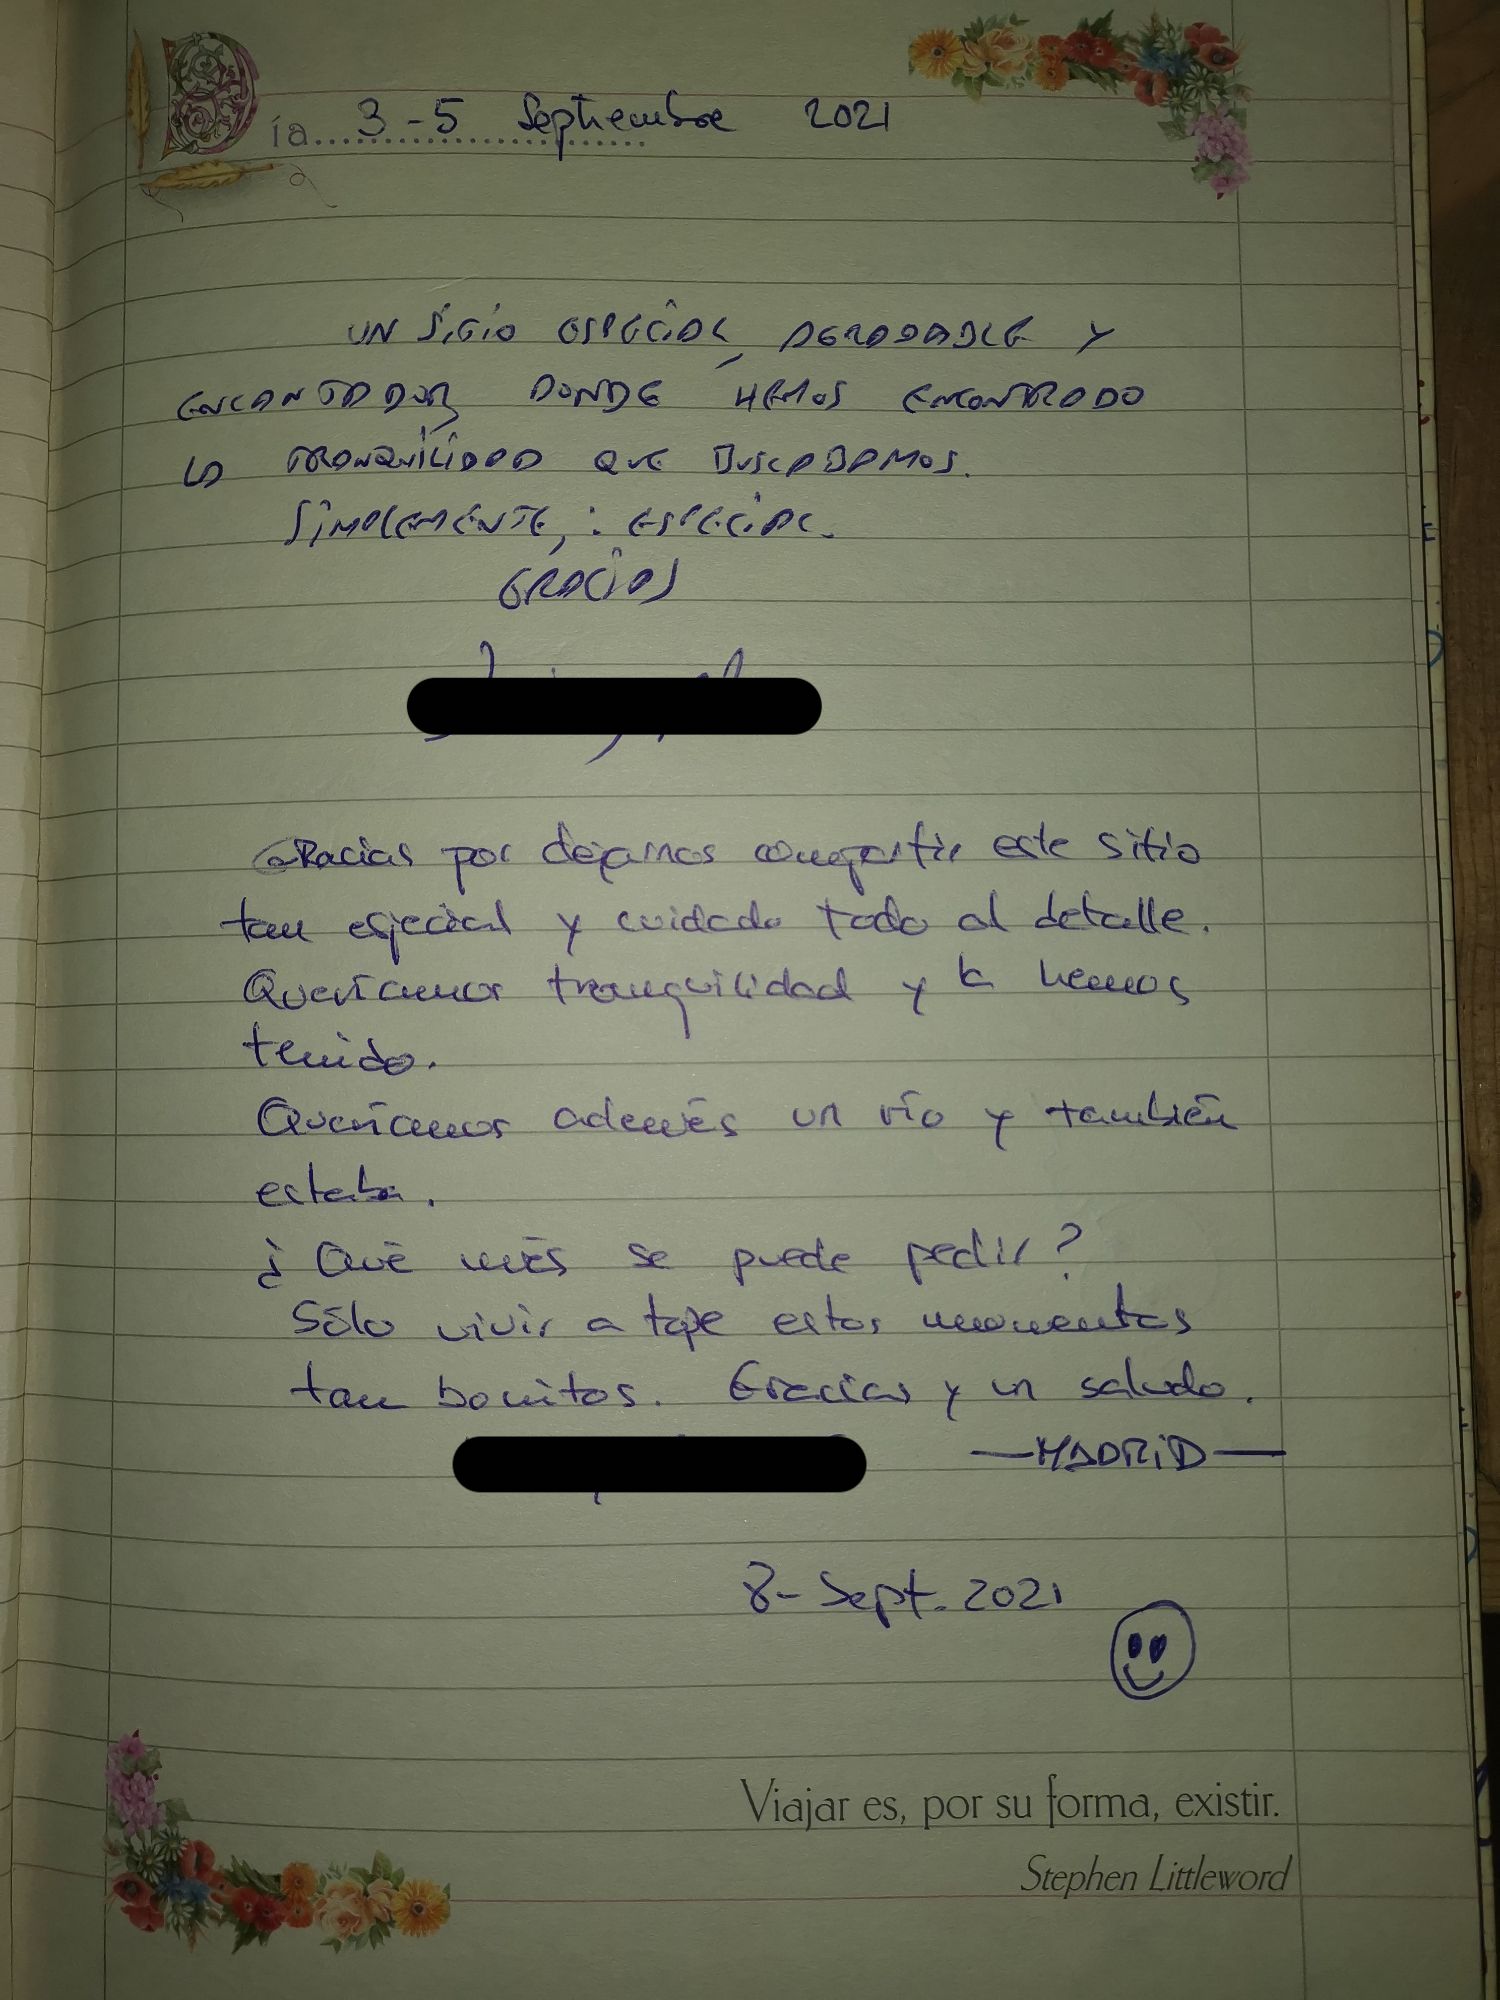 Día 3-5 Septiembre 2021
UN SITIO ESPECIAL, AGRADABLE Y
ENCANTADOR DONDE HEMOS ENCONTRADO
LA TRANQUILIDAD QUE BUSCABAMOS.
SIMPLEMENTE,: ESPECIAL.
GRACIAS
GRacias por dejarnos compartir este sitio
tan especial y cuidado todo al detalle.
Queríamos tranquilidad y la hemos
tenido.
Queríamos además un río y también
estaba.
¿Qué más se puede pedir?
Sólo vivir a tope estos momentos
tan bonitos. Gracias y un saludo.
—MADRID—
8-Sept. 2021
Viajar es, por su forma, existir.
Stephen Littleword